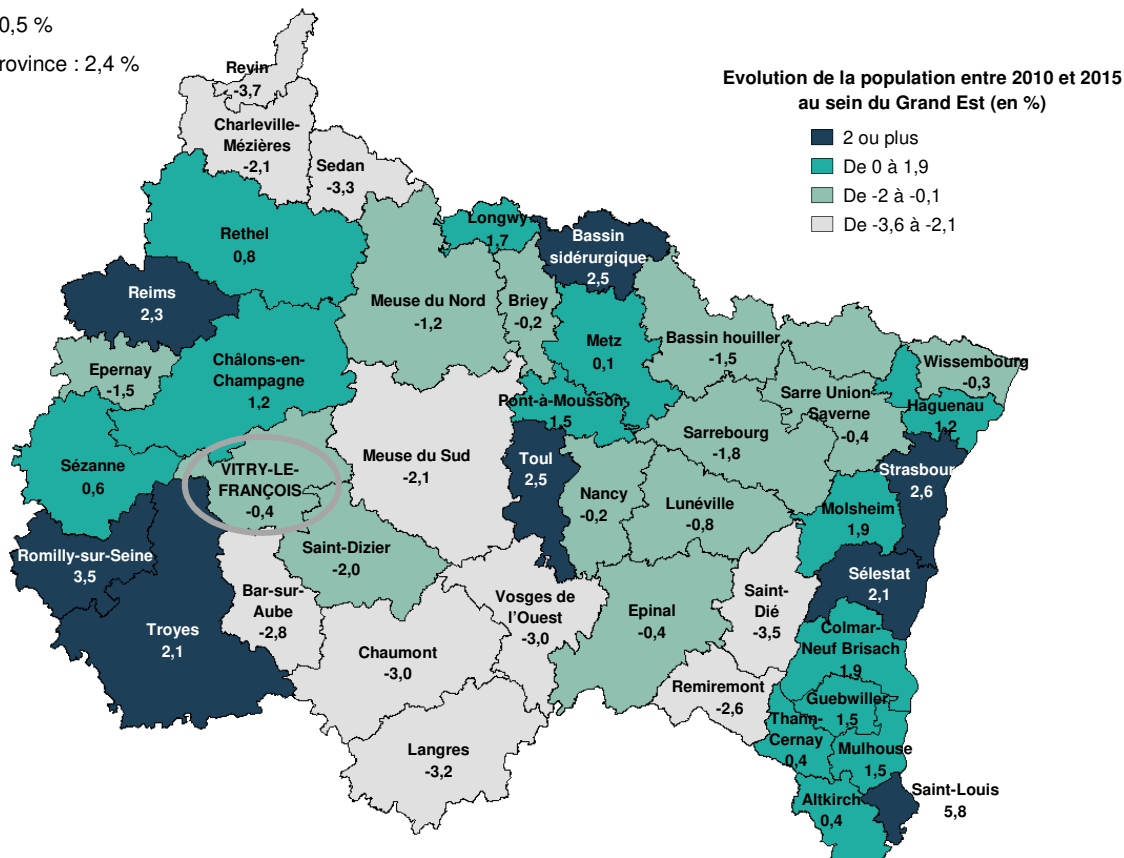 0,5 %
rovince : 2,4 %
Evolution de la population entre 2010 et 2015
au sein du Grand Est (en %)
2 ou plus
De 0 à 1,9
De -2 à -0,1
De -3,6 à -2,1
Revin
-3,7
Charleville-
Mézières
-2,1
Sedan
-3,3
Rethel
0,8
Longwy
1,7
Bassin
sidérurgique
2,5
Reims
2,3
Meuse du Nord
-1,2
Briey
-0,2
Metz
0,1
Bassin houiller
-1,5
Wissembourg
-0,3
Epernay
-1,5
Châlons-en-
Champagne
1,2
Pont-à-Mousson
1,5
Sarre Union-
Saverne
-0,4
Haguenau
1,2
Sézanne
0,6
VITRY-LE-
FRANÇOIS
-0,4
Meuse du Sud
-2,1
Toul
2,5
Sarrebourg
-1,8
Strasbour
2,6
Nancy
-0,2
Lunéville
-0,8
Molsheim
1,9
Romilly-sur-Seine
3,5
Saint-Dizier
-2,0
Sélestat
2,1
Bar-sur-
Aube
-2,8
Vosges de
l'Ouest
-3,0
Epinal
-0,4
Saint-
Dié
-3,5
Troyes
2,1
Chaumont
-3,0
Colmar-
Neuf Brisach
1,9
Remiremont
-2,6
Guebwiller
1,5
Thann-
Cernay
0,4
Mulhouse
1,5
Langres
-3,2
Altkirch
0,4
Saint-Louis
5,8